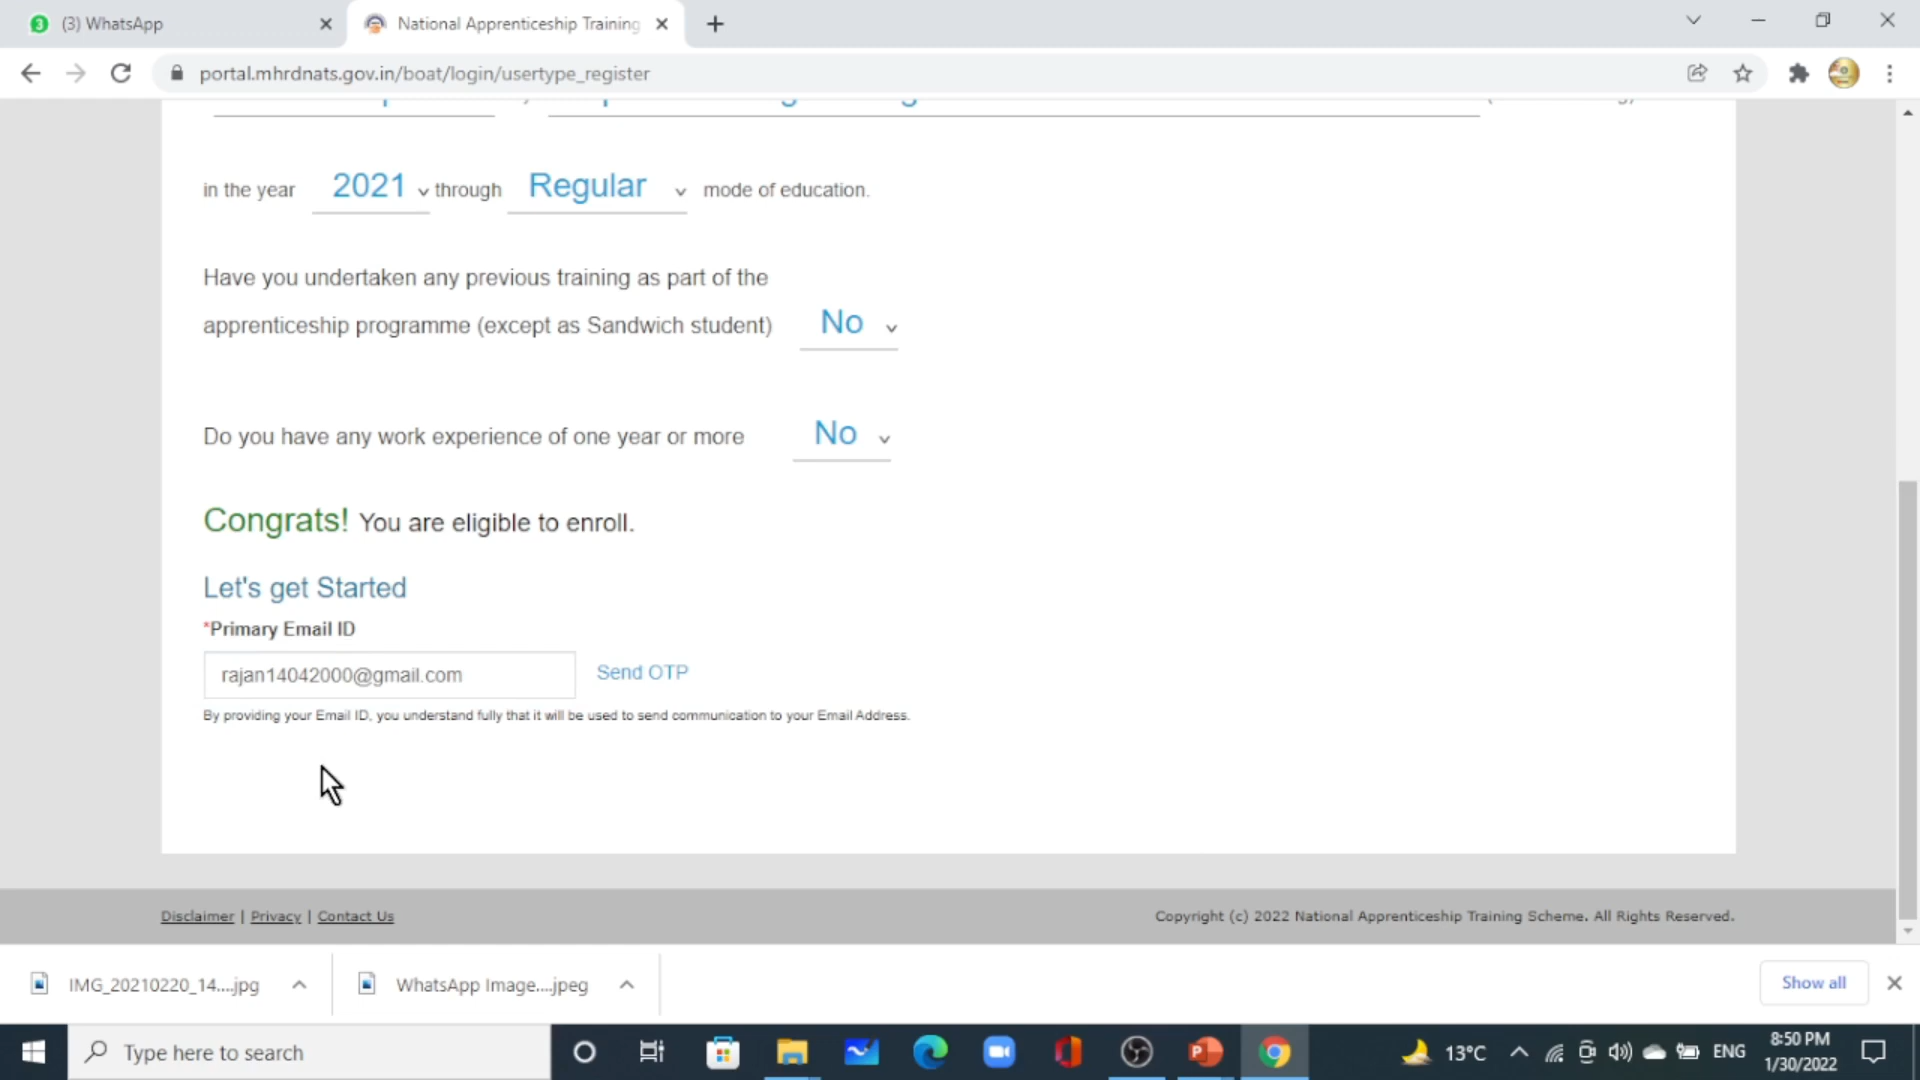 (3) WhatsApp
National Apprenticeship Training
portal.mhrdnats.gov.in/boat/login/usertype_register
in the year 2021 through Regular mode of education.
Have you undertaken any previous training as part of the
apprenticeship programme (except as Sandwich student) No
Do you have any work experience of one year or more No
Congrats! You are eligible to enroll.
Let's get Started
*Primary Email ID
rajan14042000@gmail.com Send OTP
By providing your Email ID, you understand fully that it will be used to send communication to your Email Address.
Disclaimer | Privacy | Contact Us
Copyright (c) 2022 National Apprenticeship Training Scheme. All Rights Reserved.
IMG_20210220_14....jpg
WhatsApp Image....jpeg
Show all
Type here to search
13°C
ENG
8:50 PM
1/30/2022